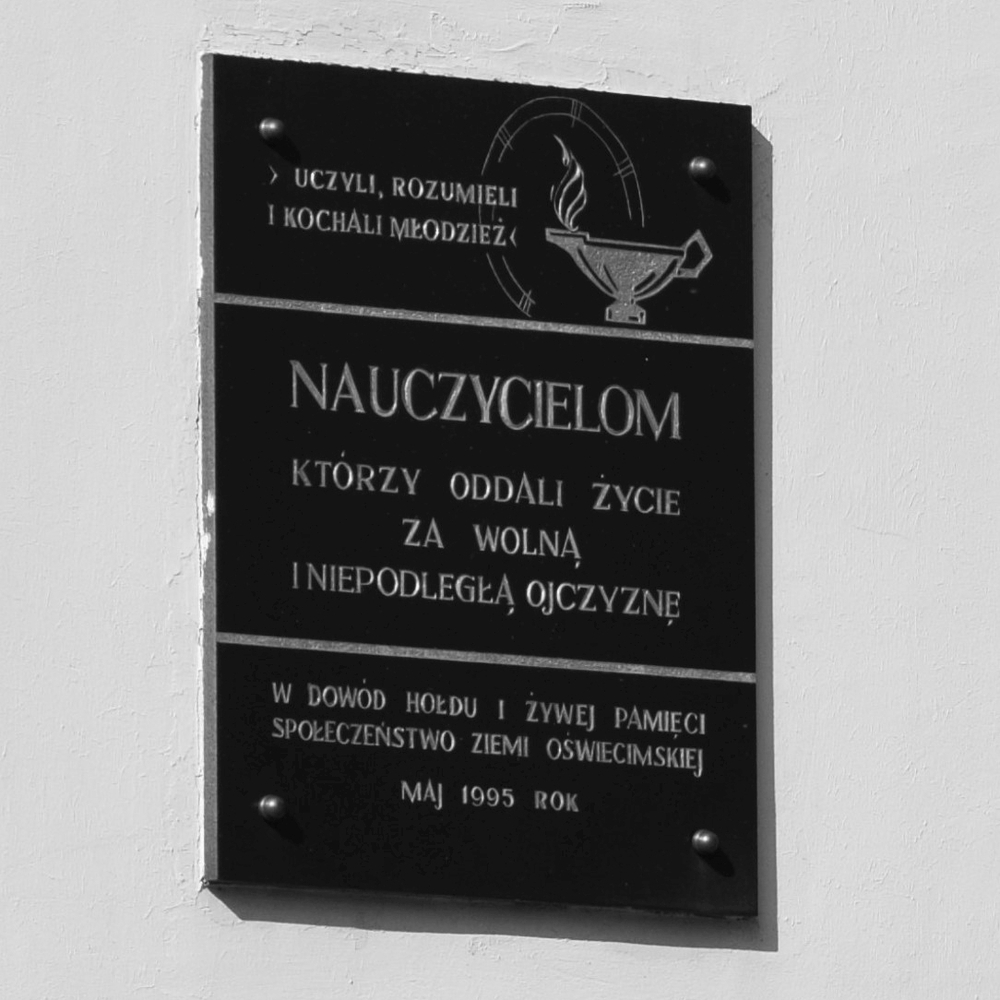 › UCZYLI, ROZUMIELI
I KOCHALI MŁODZIEŻ‹
NAUCZYCIELOM
KTÓRZY ODDALI ŻYCIE
ZA WOLNĄ
I NIEPODLEGŁĄ OJCZYZNĘ
W DOWÓD HOŁDU I ŻYWEJ PAMIĘCI
SPOŁECZEŃSTWO ZIEMI OŚWIECIMSKIEJ
MAJ 1995 ROK